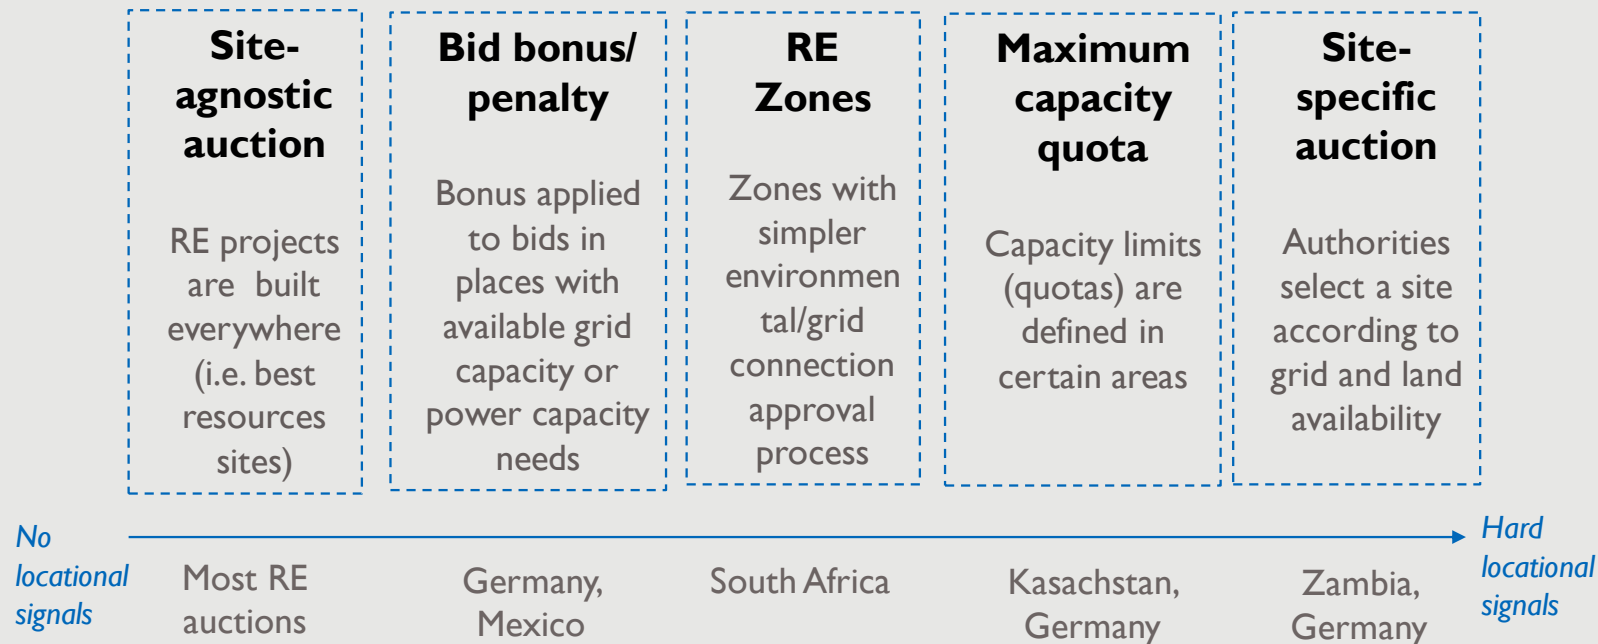 Site-
agnostic
auction
RE projects
are built
everywhere
(i.e. best
resources
sites)
Bid bonus/
penalty
Bonus applied
to bids in
places with
available grid
capacity or
power capacity
needs
RE
Zones
Zones with
simpler
environmen
tal/grid
connection
approval
process
Maximum
capacity
quota
Capacity limits
(quotas) are
defined in
certain areas
Site-
specific
auction
Authorities
select a site
according to
grid and land
availability
No
locational
signals
Hard
locational
signals
Most RE
auctions
Germany,
Mexico
South Africa
Kasachstan,
Germany
Zambia,
Germany